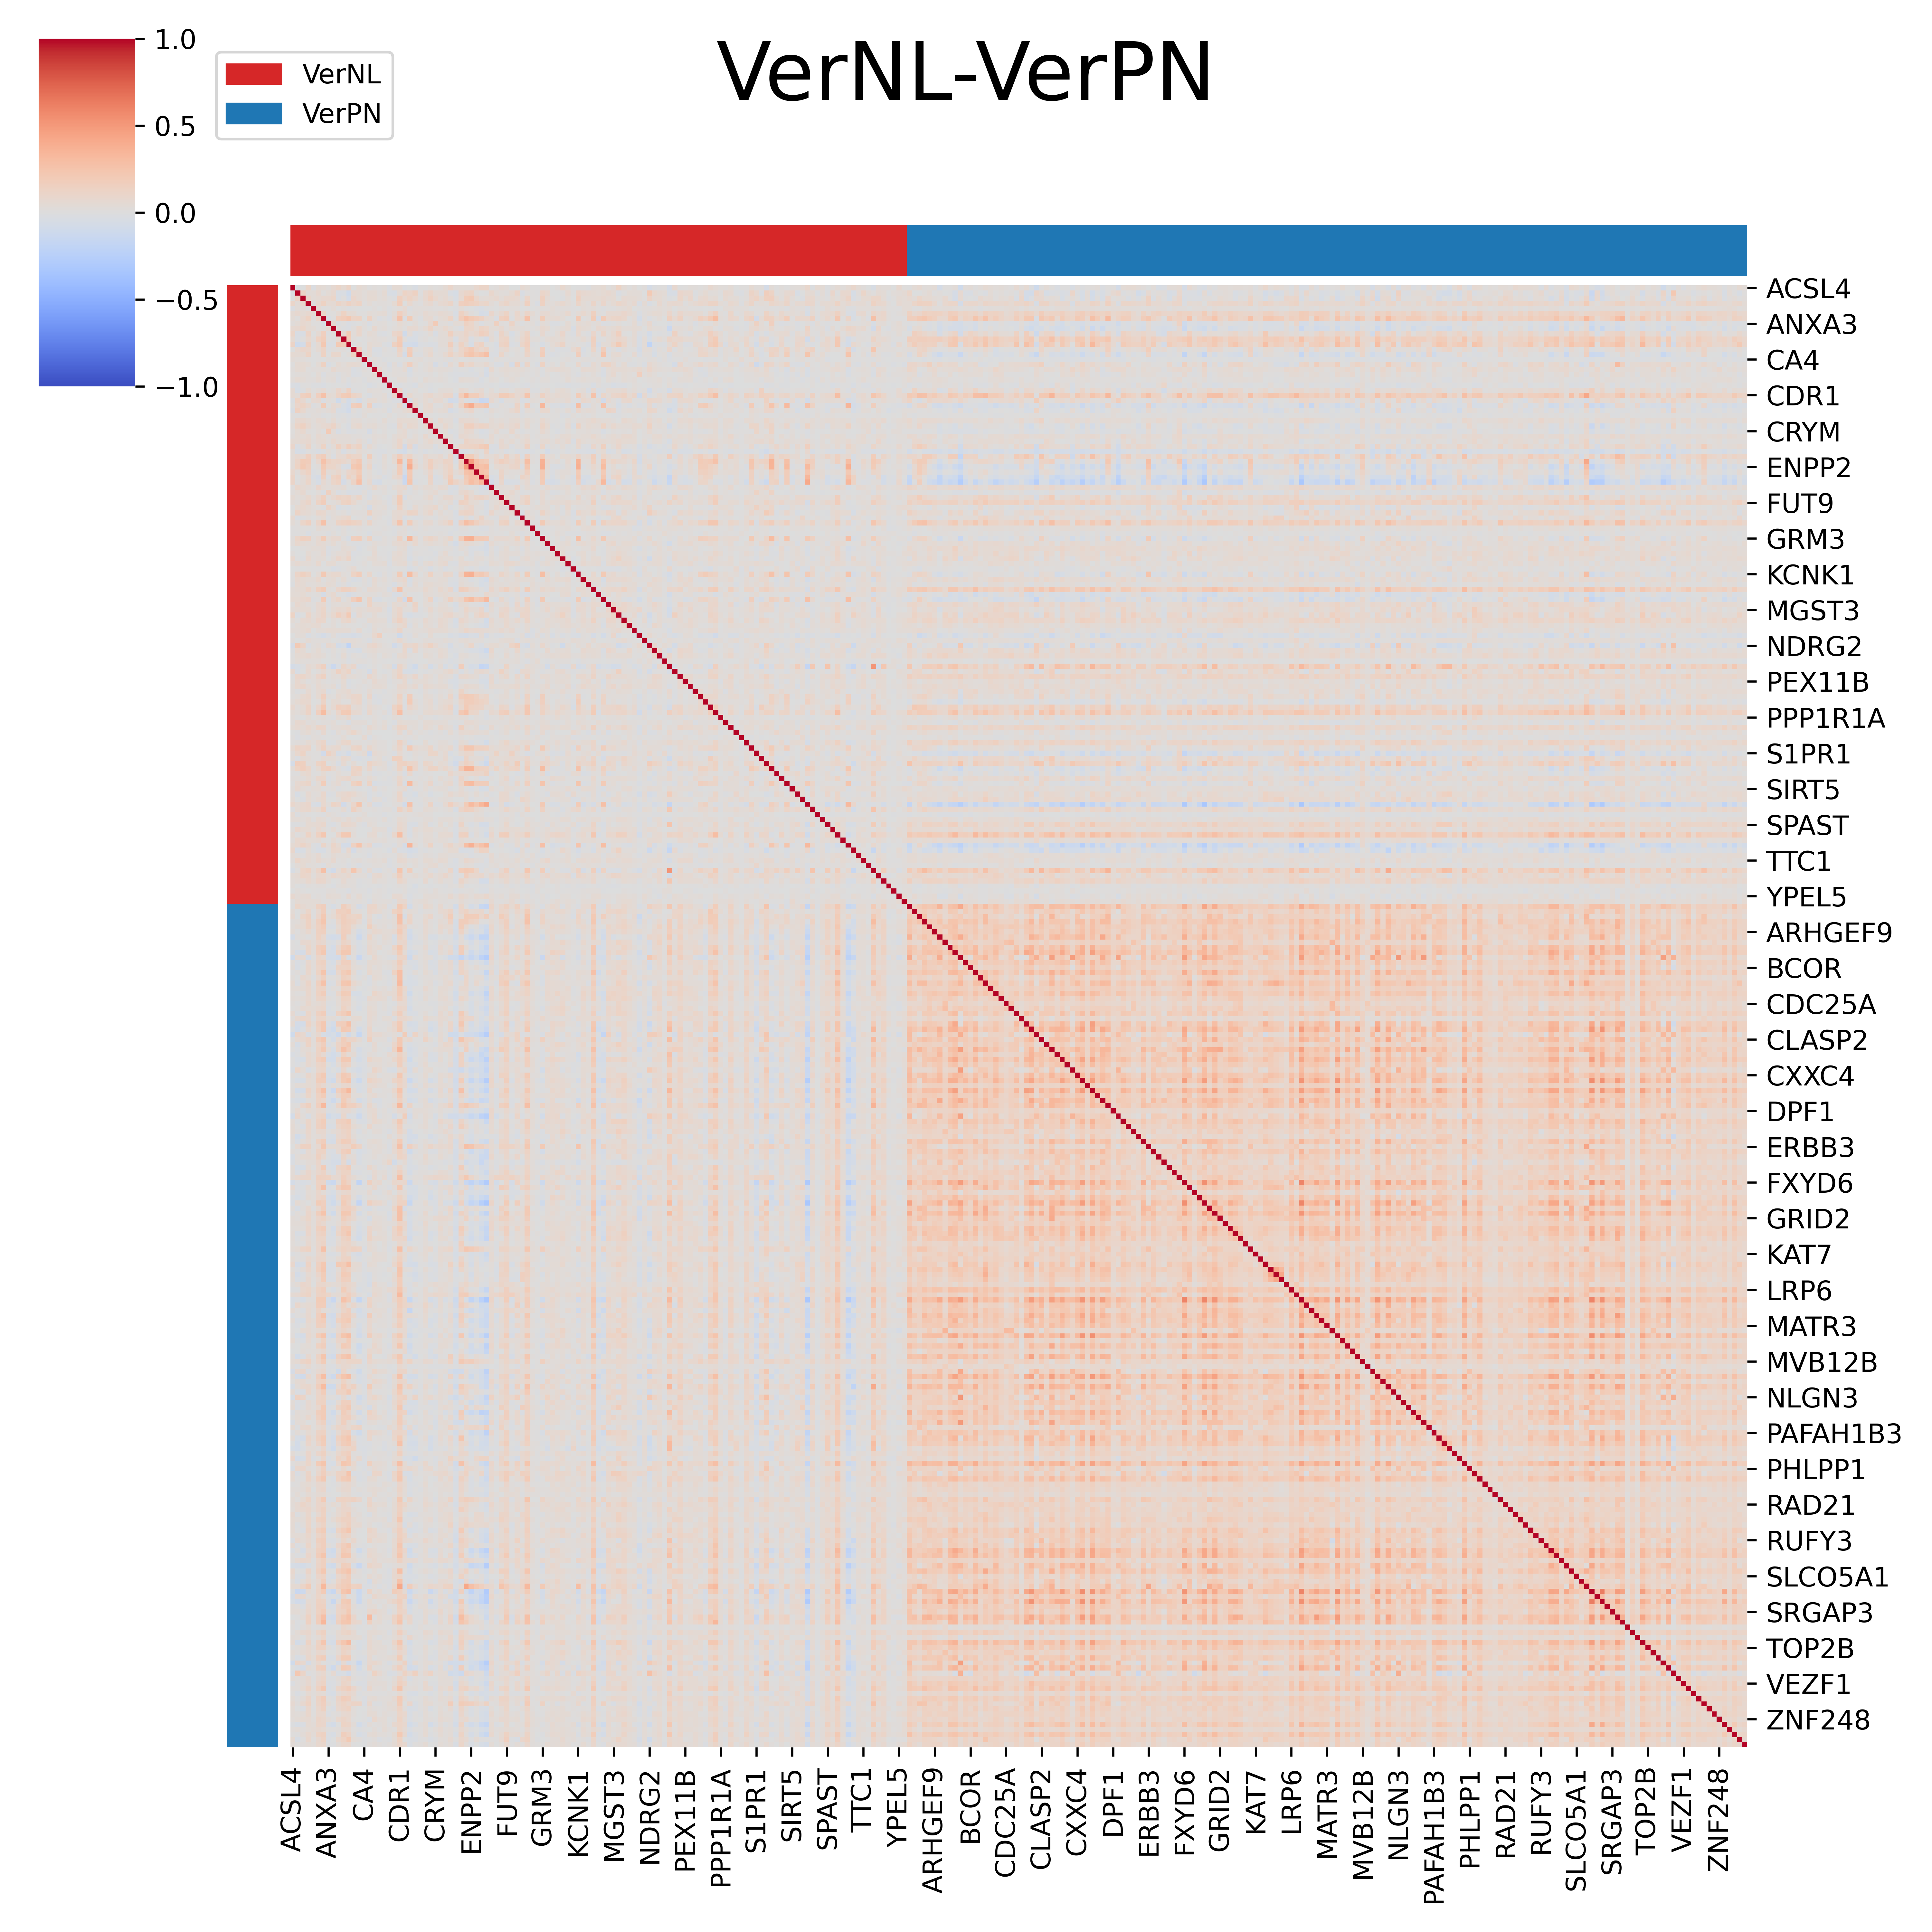 VerNL-VerPN
1.0
0.5
0.0
−0.5
−1.0
VerNL
VerPN
ACSL4
ANXA3
CA4
CDR1
CRYM
ENPP2
FUT9
GRM3
KCNK1
MGST3
NDRG2
PEX11B
PPP1R1A
S1PR1
SIRT5
SPAST
TTC1
YPEL5
ARHGEF9
BCOR
CDC25A
CLASP2
CXXC4
DPF1
ERBB3
FXYD6
GRID2
KAT7
LRP6
MATR3
MVB12B
NLGN3
PAFAH1B3
PHLPP1
RAD21
RUFY3
SLCO5A1
SRGAP3
TOP2B
VEZF1
ZNF248
ACSL4
ANXA3
CA4
CDR1
CRYM
ENPP2
FUT9
GRM3
KCNK1
MGST3
NDRG2
PEX11B
PPP1R1A
S1PR1
SIRT5
SPAST
TTC1
YPEL5
ARHGEF9
BCOR
CDC25A
CLASP2
CXXC4
DPF1
ERBB3
FXYD6
GRID2
KAT7
LRP6
MATR3
MVB12B
NLGN3
PAFAH1B3
PHLPP1
RAD21
RUFY3
SLCO5A1
SRGAP3
TOP2B
VEZF1
ZNF248